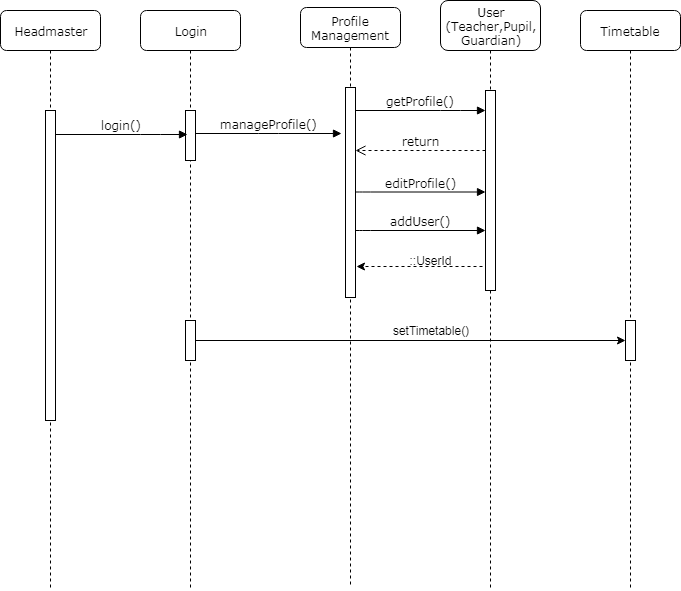 Headmaster
Login
Profile
Management
User
(Teacher,Pupil,
Guardian)
Timetable
login()
manageProfile()
getProfile()
return
editProfile()
addUser()
::UserId
setTimetable()